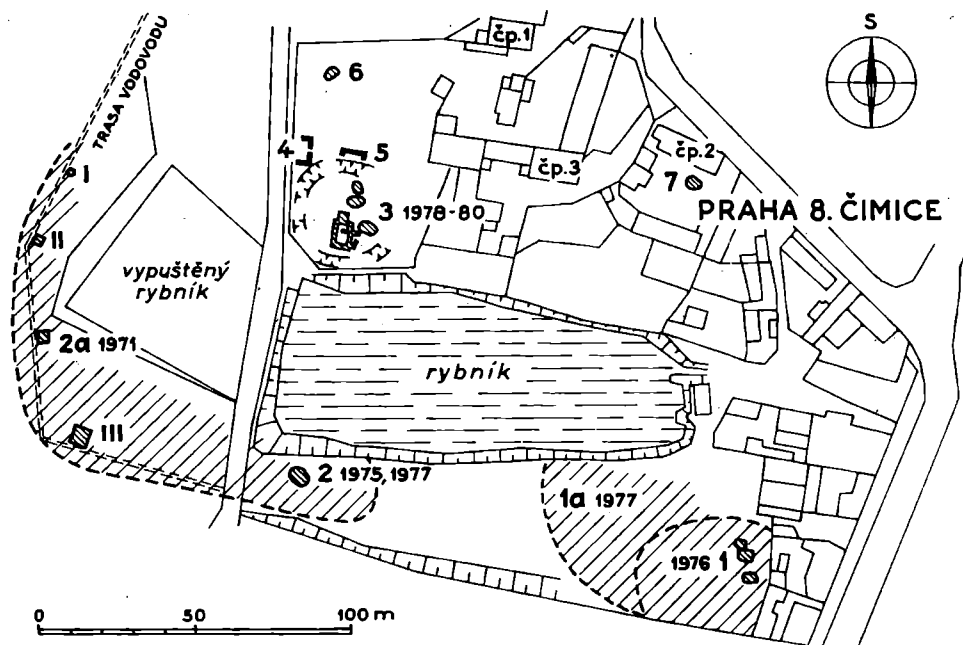 čp.1
S
6
TRASA VODOVODU
4
5
čp.2
čp.3
7
I
PRAHA 8. ČIMICE
3 1978-80
II
vypuštěný
rybník
2a 1971
rybník
III
2 1975, 1977
1a 1977
1976 1
0 50 100 m